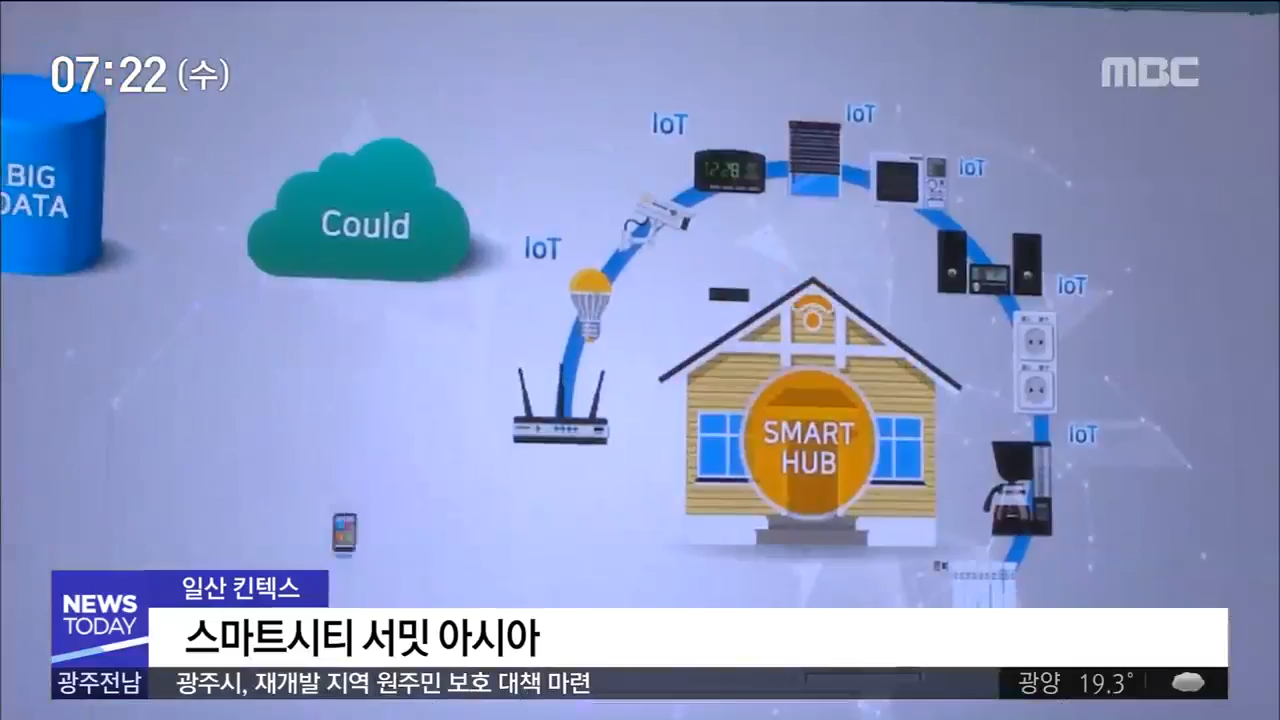 07:22 (수)
MBC
BIG
DATA
Could
IoT
IoT
IoT
IoT
IoT
IoT
12:28
SMART
HUB
일산 킨텍스
NEWS
TODAY
스마트시티 서밋 아시아
광주전남
광주시, 재개발 지역 원주민 보호 대책 마련
광양 19.3°